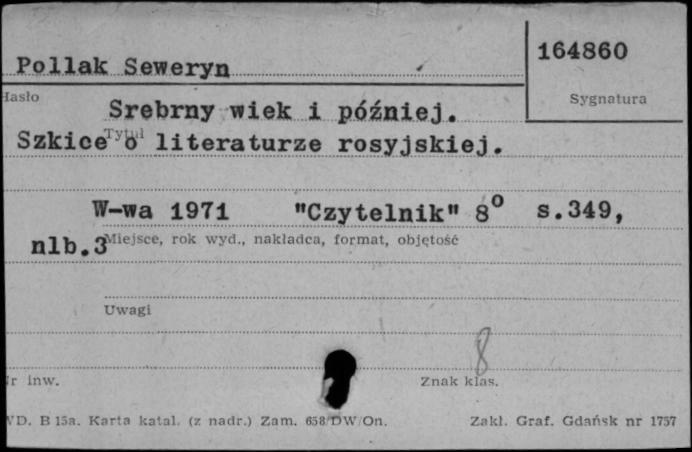 164860
Pollak Seweryn
Hasło
Sygnatura
Srebrny wiek i później.
Tytuł
Szkice o literaturze rosyjskiej.
W-wa 1971 "Czytelnik" 8° s.349,
Miejsce, rok wyd., nakładca, format, objętość
nlb.3
Uwagi
8
Nr inw.
Znak klas.
WD. B 15a. Karta katal. (z nadr.) Zam. 658/DW/On.
Zakł. Graf. Gdańsk nr 1757